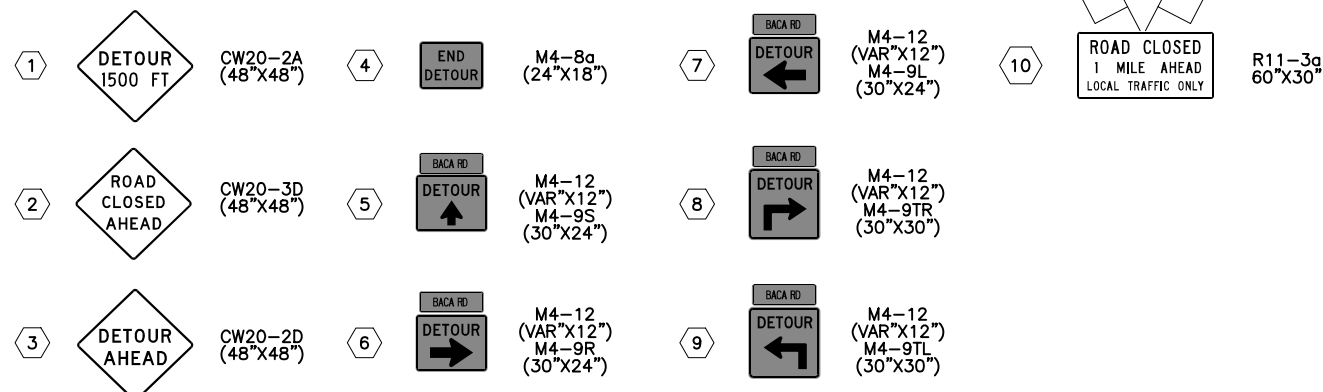 1
DETOUR
1500 FT
CW20-2A
(48"X48")
2
ROAD
CLOSED
AHEAD
CW20-3D
(48"X48")
3
DETOUR
AHEAD
CW20-2D
(48"X48")
4
END
DETOUR
M4-8a
(24"X18")
5
BACA RD
DETOUR
M4-12
(VAR"X12")
M4-9S
(30"X24")
6
BACA RD
DETOUR
M4-12
(VAR"X12")
M4-9R
(30"X24")
7
BACA RD
DETOUR
M4-12
(VAR"X12")
M4-9L
(30"X24")
8
BACA RD
DETOUR
M4-12
(VAR"X12")
M4-9TR
(30"X30")
9
BACA RD
DETOUR
M4-12
(VAR"X12")
M4-9TL
(30"X30")
10
ROAD CLOSED
1 MILE AHEAD
LOCAL TRAFFIC ONLY
R11-3a
60"X30"